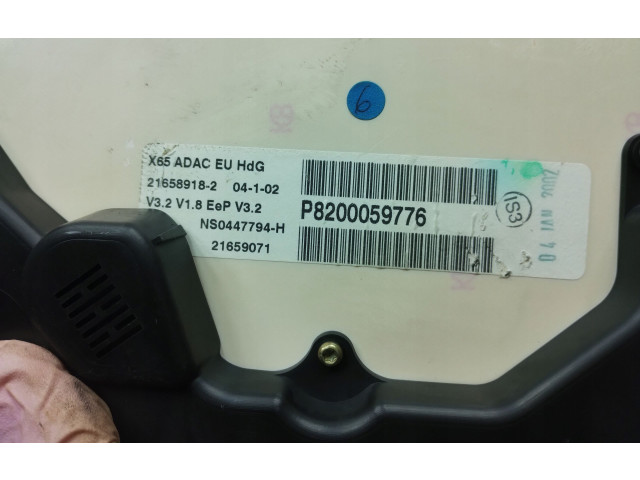 6
X65 ADAC EU HdG
21658918-2 04-1-02
V3.2 V1.8 EeP V3.2
NS0447794-H
21659071
P8200059776
1S3
04 JAN 2002